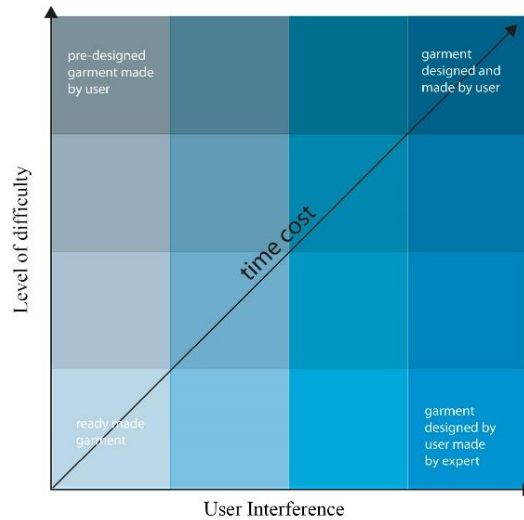 pre-designed
garment made
by user
garment
designed and
made by user
Level of difficulty
time cost
ready made
garment
garment
designed by
user made
by expert
User Interference